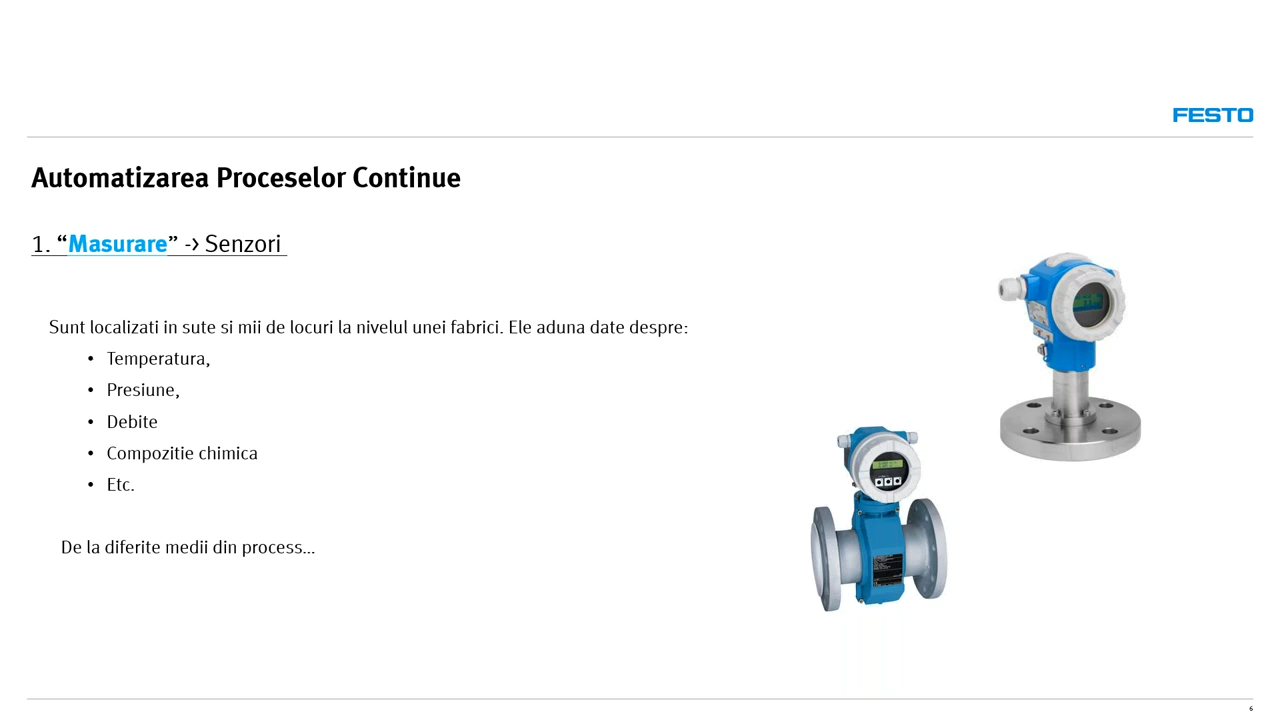 FESTO
Automatizarea Proceselor Continue
1. “Masurare” -> Senzori
Sunt localizati in sute si mii de locuri la nivelul unei fabrici. Ele aduna date despre:
• Temperatura,
• Presiune,
• Debite
• Compozitie chimica
• Etc.
De la diferite medii din process...
6